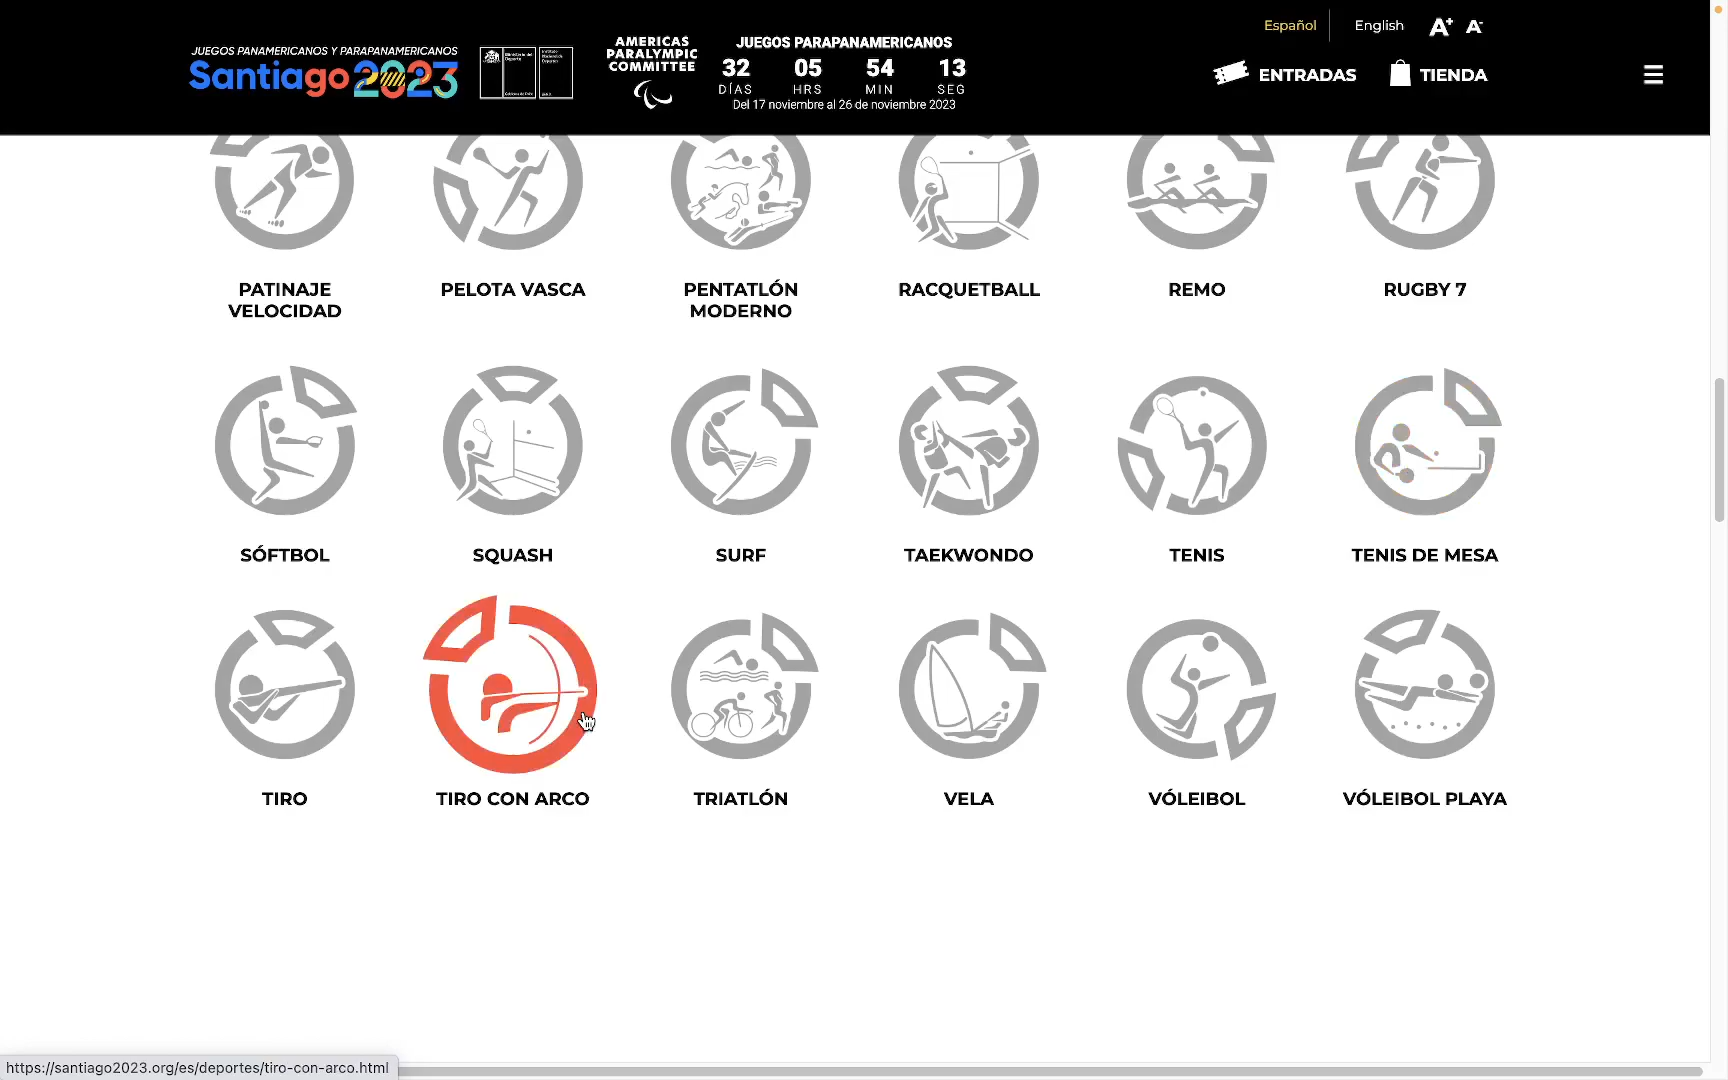 Español
English
A+ A-
JUEGOS PANAMERICANOS Y PARAPANAMERICANOS
Santiago 2023
AMERICAS
PARALYMPIC
COMMITTEE
JUEGOS PARAPANAMERICANOS
32 05 54 13
DÍAS HRS MIN SEG
Del 17 noviembre al 26 de noviembre 2023
ENTRADAS
TIENDA
PATINAJE
VELOCIDAD
PELOTA VASCA
PENTATLÓN
MODERNO
RACQUETBALL
REMO
RUGBY 7
SÓFTBOL
SQUASH
SURF
TAEKWONDO
TENIS
TENIS DE MESA
TIRO
TIRO CON ARCO
TRIATLÓN
VELA
VÓLEIBOL
VÓLEIBOL PLAYA
https://santiago2023.org/es/deportes/tiro-con-arco.html